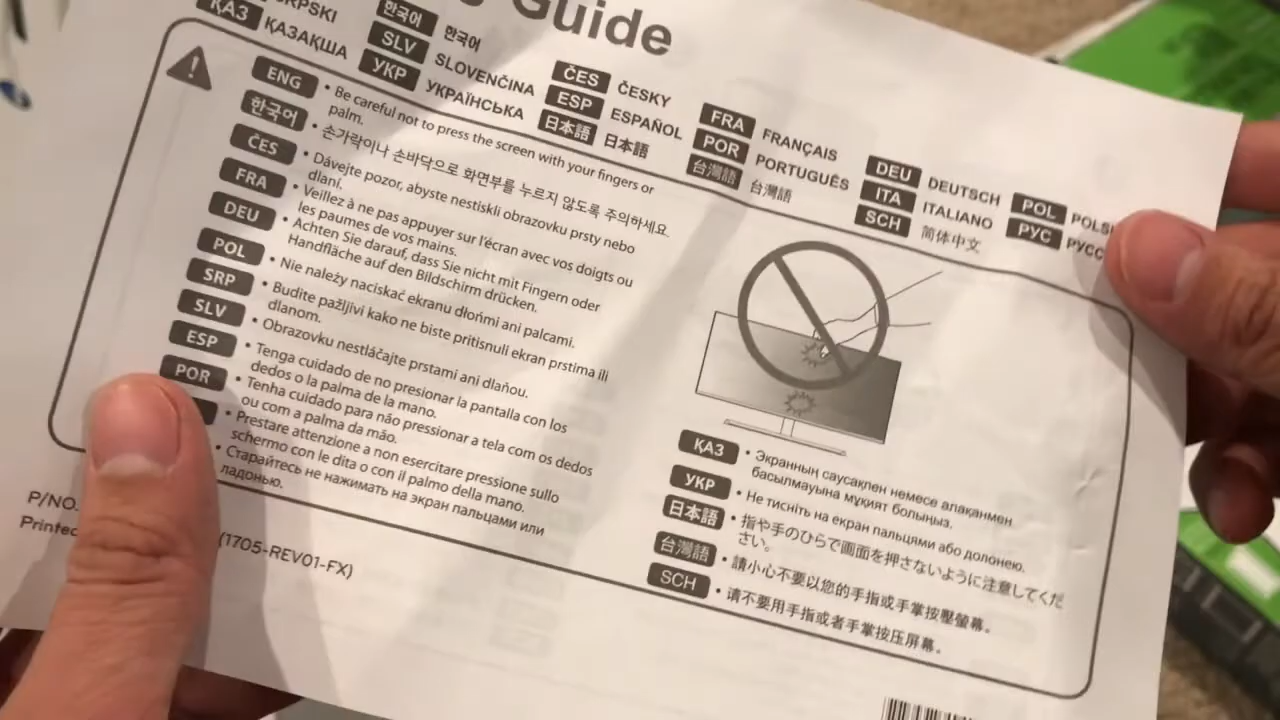 Guide
SRPSKI
한국어 한국어
ҚАЗ ҚАЗАҚША
SLV SLOVENČINA
УКР УКРАЇНСЬКА
ČES ČESKY
ESP ESPAÑOL
日本語 日本語
FRA FRANÇAIS
POR PORTUGUÊS
台灣語 台灣語
DEU DEUTSCH
ITA ITALIANO
SCH 简体中文
POL
РУС
ENG • Be careful not to press the screen with your fingers or
palm.
한국어 • 손가락이나 손바닥으로 화면부를 누르지 않도록 주의하세요.
ČES • Dávejte pozor, abyste nestiskli obrazovku prsty nebo
dlaní.
FRA • Veillez à ne pas appuyer sur l'écran avec vos doigts ou
les paumes de vos mains.
DEU • Achten Sie darauf, dass Sie nicht mit Fingern oder
Handfläche auf den Bildschirm drücken.
POL • Nie należy naciskać ekranu dłońmi ani palcami.
SRP • Budite pažljivi kako ne biste pritisnuli ekran prstima ili
dlanom.
SLV • Obrazovku nestláčajte prstami ani dlaňou.
ESP • Tenga cuidado de no presionar la pantalla con los
dedos o la palma de la mano.
POR • Tenha cuidado para não pressionar a tela com os dedos
ou com a palma da mão.
• Prestare attenzione a non esercitare pressione sullo
schermo con le dita o con il palmo della mano.
• Старайтесь не нажимать на экран пальцами или
ладонью.
ҚАЗ • Экранның саусақпен немесе алақанмен
басылмауына мұқият болыңыз.
УКР • Не тисніть на екран пальцями або долонею.
日本語 • 指や手のひらで画面を押さないように注意してくだ
さい。
台灣語 • 請小心不要以您的手指或手掌按壓螢幕。
SCH • 请不要用手指或者手掌按压屏幕。
P/NO.
Printed
(1705-REV01-FX)